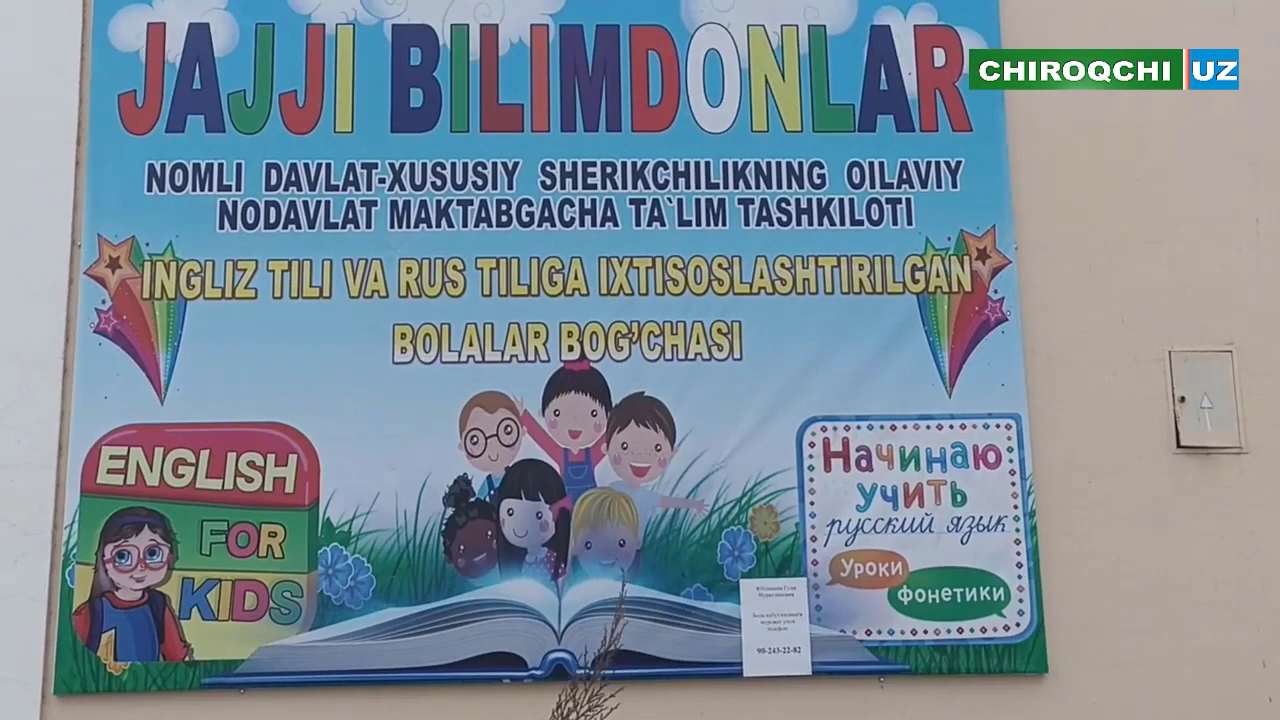 JAJJI BILIMDONLAR
CHIROQCHI UZ
NOMLI DAVLAT-XUSUSIY SHERIKCHILIKNING OILAVIY
NODAVLAT MAKTABGACHA TA`LIM TASHKILOTI
INGLIZ TILI VA RUS TILIGA IXTISOSLASHTIRILGAN
BOLALAR BOG'CHASI
ENGLISH
FOR
KIDS
Начинаю
учить
русский язык
Уроки
фонетики
90-243-22-82